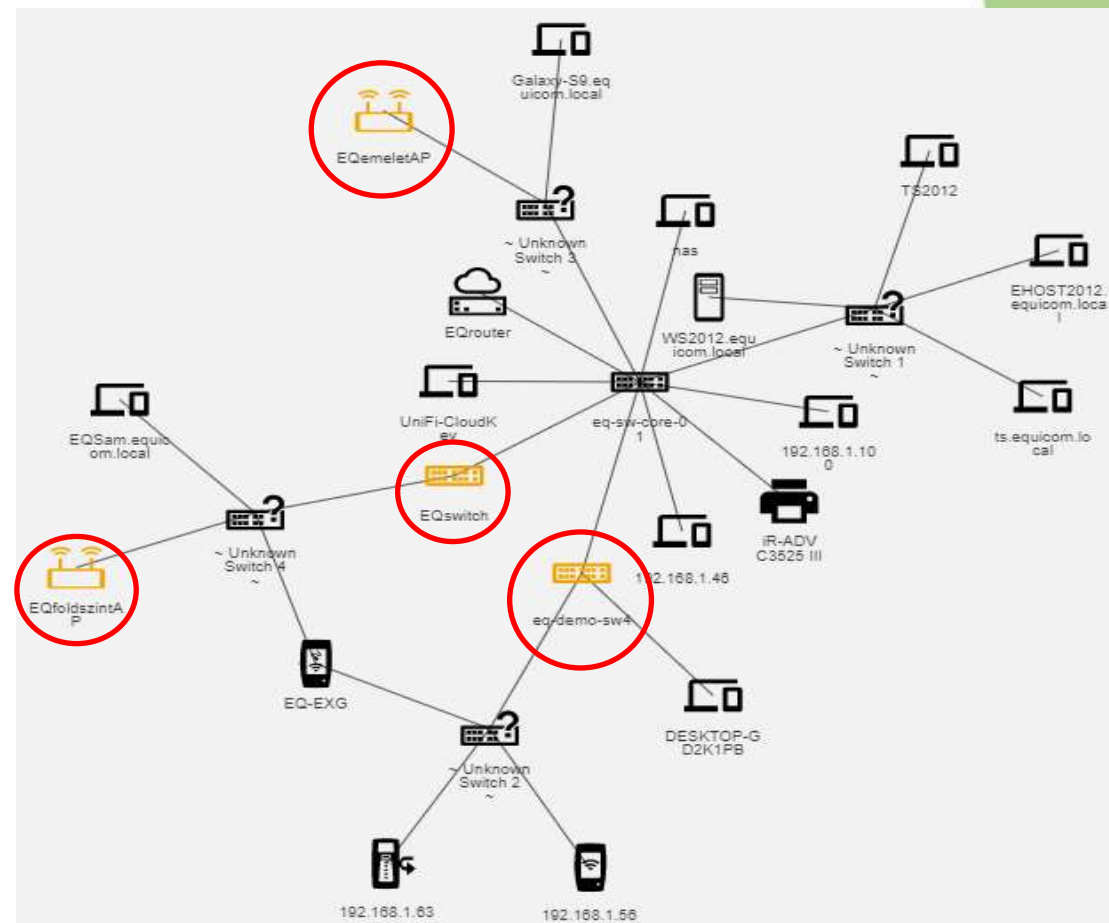 Galaxy-S9.eq
uicom.local
EQemeletAP
TS2012
~ Unknown
Switch 3
~
nas
EHOST2012.
equicom.loca
l
EQrouter
WS2012.equ
icom.local
~ Unknown
Switch 1
~
UniFi-CloudK
ey
eq-sw-core-0
1
192.168.1.10
0
ts.equicom.lo
cal
EQSam.equic
om.local
EQswitch
iR-ADV
C3525 III
~ Unknown
Switch 4
~
192.168.1.46
EQfoldszintA
P
eq-demo-sw4
EQ-EXG
DESKTOP-G
D2K1PB
~ Unknown
Switch 2
~
192.168.1.63
192.168.1.56